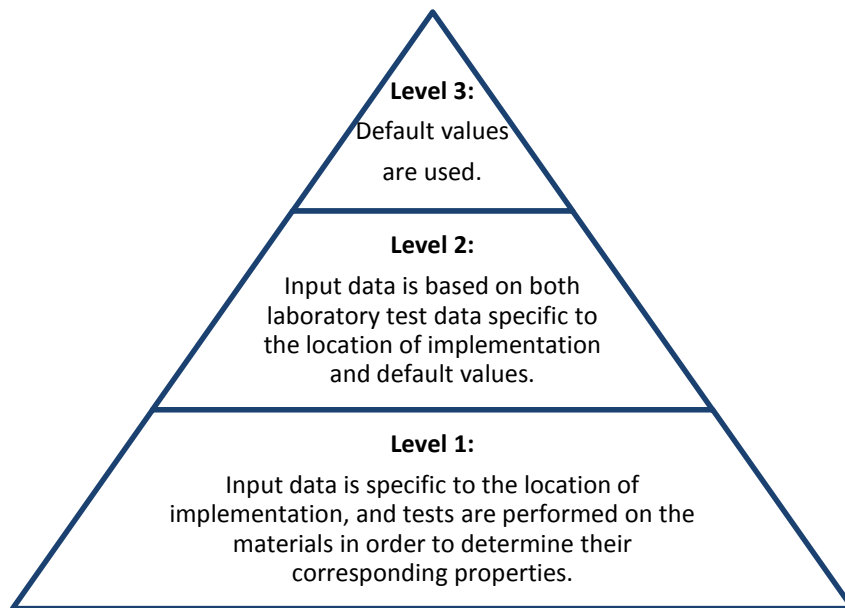 Level 3:
Default values
are used.
Level 2:
Input data is based on both
laboratory test data specific to
the location of implementation
and default values.
Level 1:
Input data is specific to the location of
implementation, and tests are performed on the
materials in order to determine their
corresponding properties.